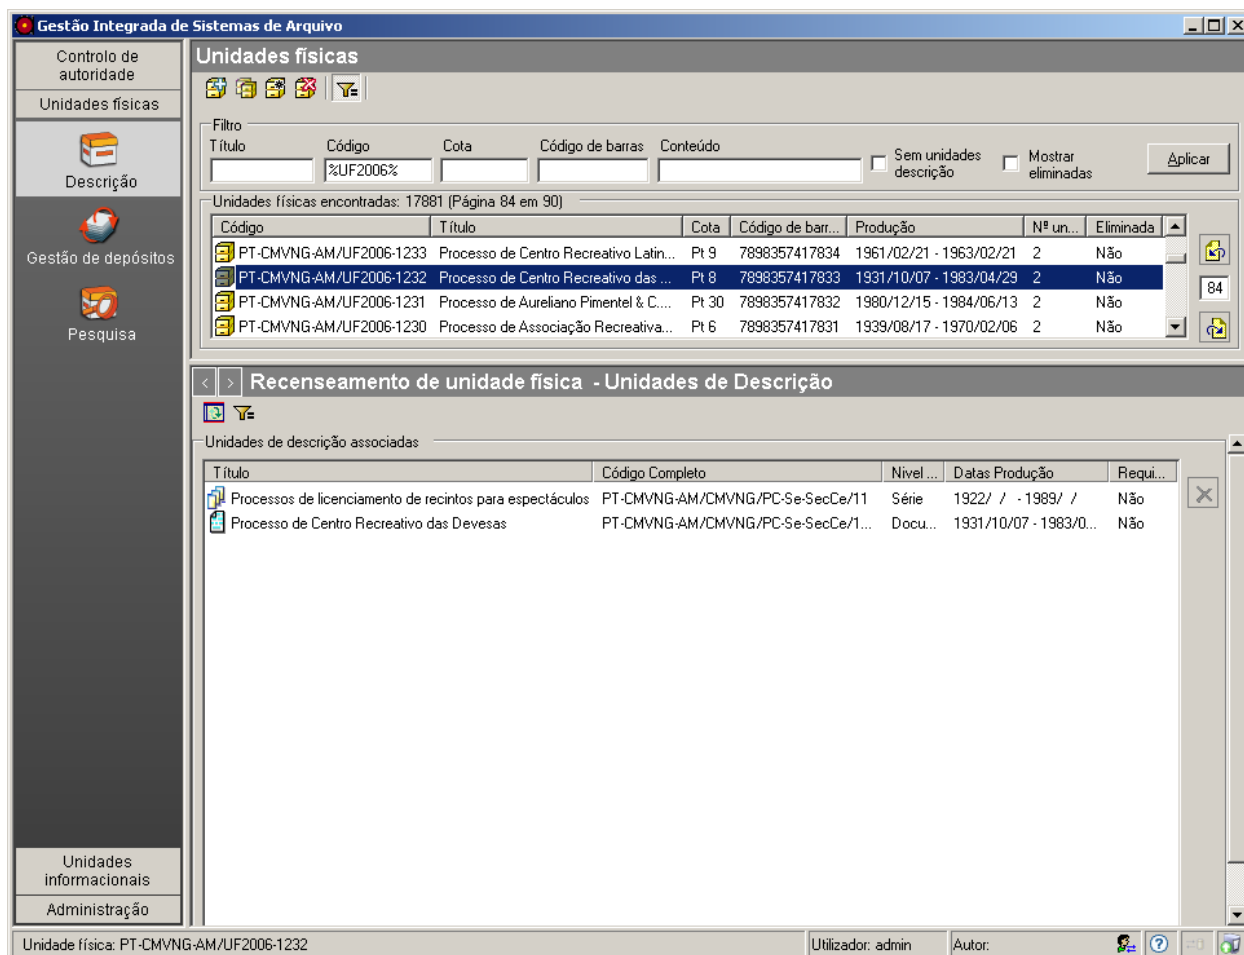 Gestão Integrada de Sistemas de Arquivo
Controlo de
autoridade
Unidades físicas
Descrição
Gestão de depósitos
Pesquisa
Unidades
informacionais
Administração
Unidades físicas
Filtro
Título Código Cota Código de barras Conteúdo
%UF2006%
Sem unidades
descrição
Mostrar
eliminadas
Aplicar
Unidades físicas encontradas: 17881 (Página 84 em 90)
Código Título Cota Código de barr... Produção Nº un... Eliminada
PT-CMVNG-AM/UF2006-1233 Processo de Centro Recreativo Latin... Pt 9 7898357417834 1961/02/21 - 1963/02/21 2 Não
PT-CMVNG-AM/UF2006-1232 Processo de Centro Recreativo das ... Pt 8 7898357417833 1931/10/07 - 1983/04/29 2 Não
PT-CMVNG-AM/UF2006-1231 Processo de Aureliano Pimentel & C.... Pt 30 7898357417832 1980/12/15 - 1984/06/13 2 Não
PT-CMVNG-AM/UF2006-1230 Processo de Associação Recreativa... Pt 6 7898357417831 1939/08/17 - 1970/02/06 2 Não
84
< > Recenseamento de unidade física - Unidades de Descrição
Unidades de descrição associadas
Título Código Completo Nivel ... Datas Produção Requi...
Processos de licenciamento de recintos para espectáculos PT-CMVNG-AM/CMVNG/PC-Se-SecCe/11 Série 1922/ / - 1989/ / Não
Processo de Centro Recreativo das Devesas PT-CMVNG-AM/CMVNG/PC-Se-SecCe/1... Docu... 1931/10/07 - 1983/0... Não
Unidade física: PT-CMVNG-AM/UF2006-1232
Utilizador: admin
Autor: